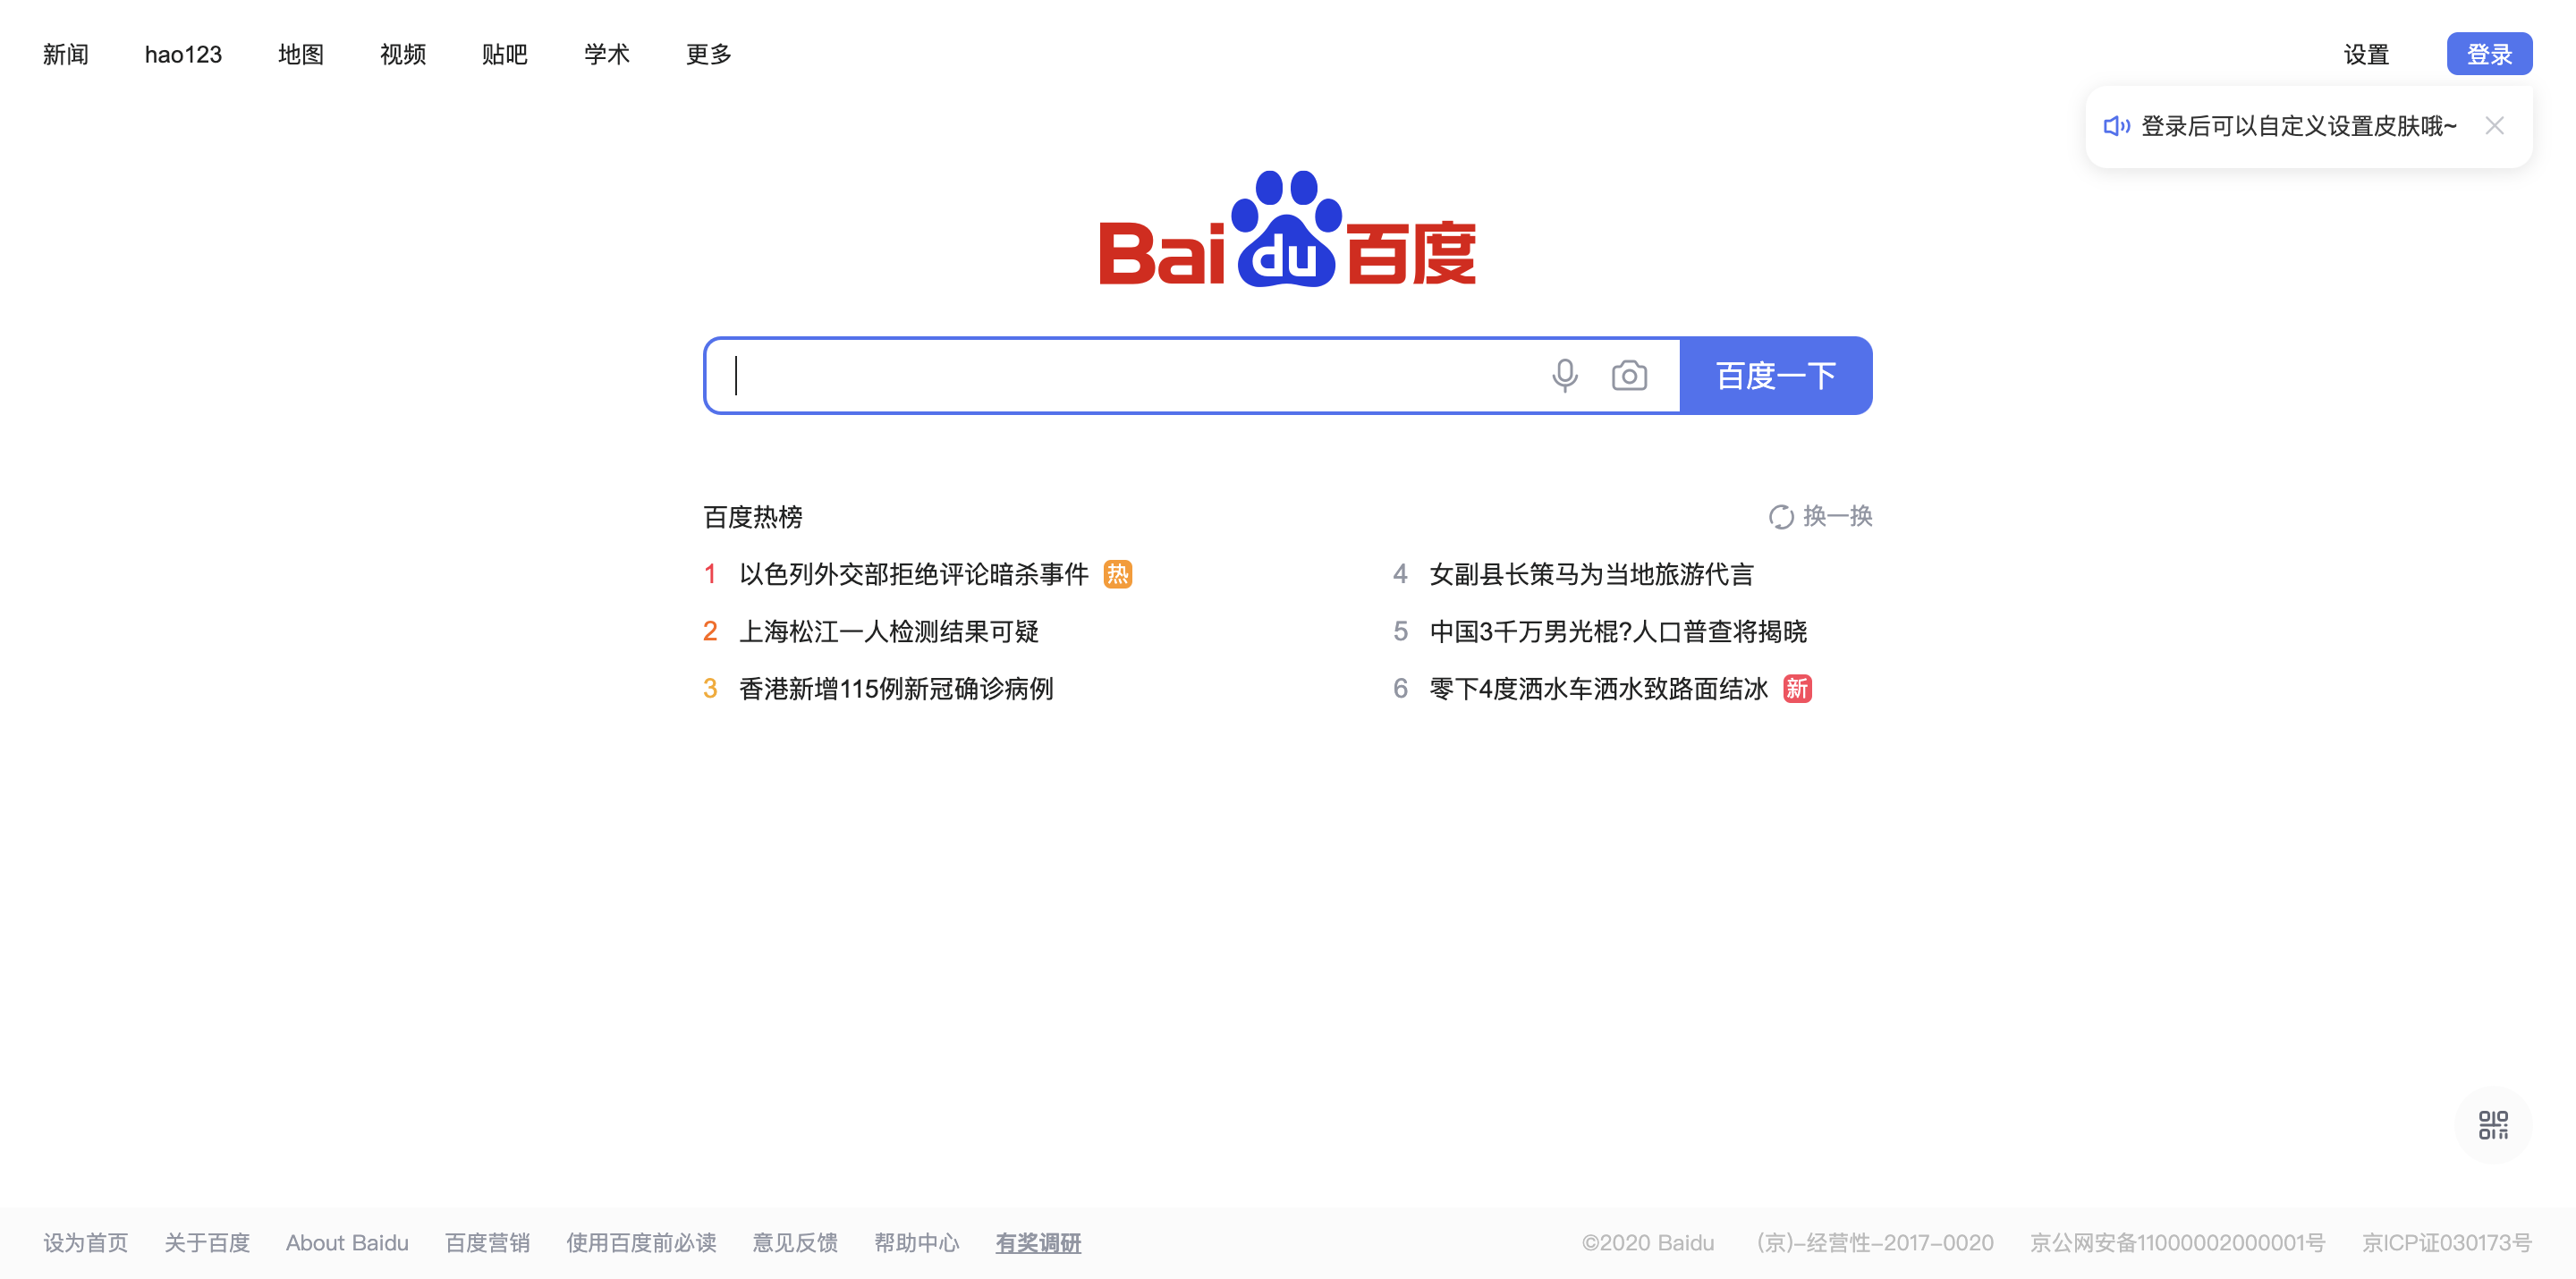 新闻 hao123 地图 视频 贴吧 学术 更多 设置 登录
登录后可以自定义设置皮肤哦~
Bai du 百度
百度一下
百度热榜 换一换
1 以色列外交部拒绝评论暗杀事件 热
2 上海松江一人检测结果可疑
3 香港新增115例新冠确诊病例
4 女副县长策马为当地旅游代言
5 中国3千万男光棍?人口普查将揭晓
6 零下4度洒水车洒水致路面结冰 新
设为首页 关于百度 About Baidu 百度营销 使用百度前必读 意见反馈 帮助中心 有奖调研 ©2020 Baidu (京)-经营性-2017-0020 京公网安备11000002000001号 京ICP证030173号